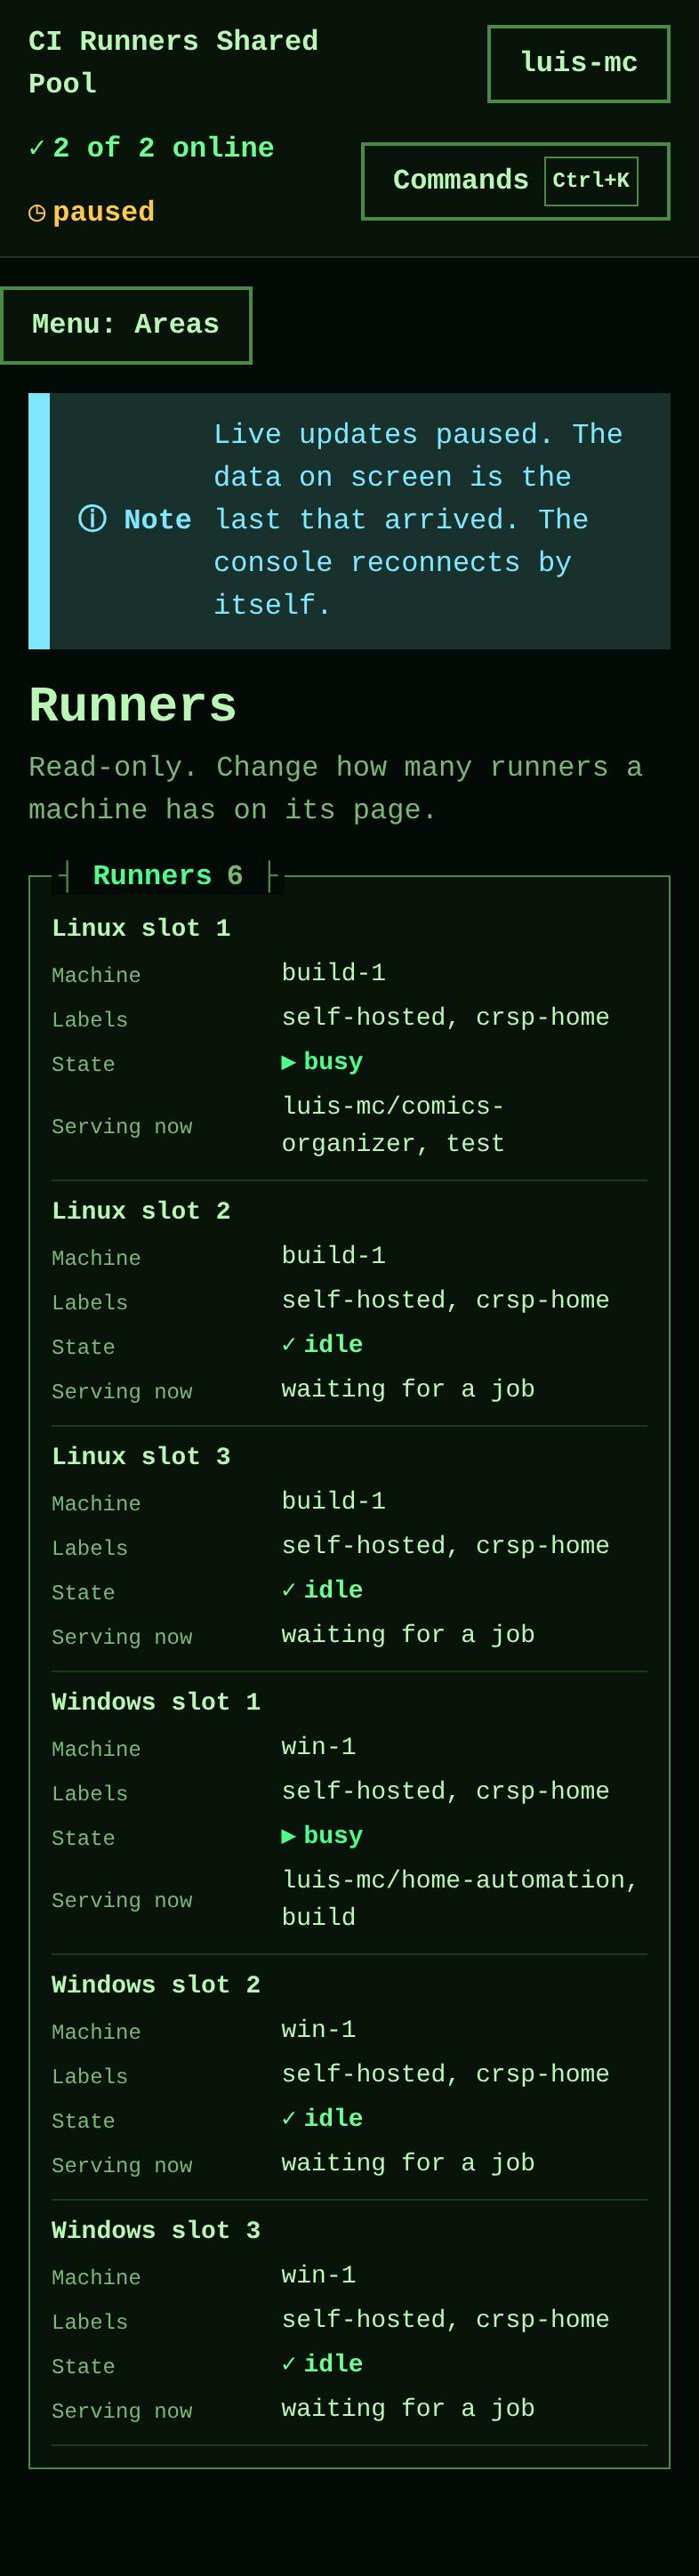 CI Runners Shared
Pool
luis-mc
✓ 2 of 2 online
Commands Ctrl+K
◷ paused
Menu: Areas
ⓘ Note
Live updates paused. The
data on screen is the
last that arrived. The
console reconnects by
itself.
Runners
Read-only. Change how many runners a
machine has on its page.
Runners 6
Linux slot 1
Machine build-1
Labels self-hosted, crsp-home
State ▶ busy
Serving now luis-mc/comics-
organizer, test
Linux slot 2
Machine build-1
Labels self-hosted, crsp-home
State ✓ idle
Serving now waiting for a job
Linux slot 3
Machine build-1
Labels self-hosted, crsp-home
State ✓ idle
Serving now waiting for a job
Windows slot 1
Machine win-1
Labels self-hosted, crsp-home
State ▶ busy
Serving now luis-mc/home-automation,
build
Windows slot 2
Machine win-1
Labels self-hosted, crsp-home
State ✓ idle
Serving now waiting for a job
Windows slot 3
Machine win-1
Labels self-hosted, crsp-home
State ✓ idle
Serving now waiting for a job